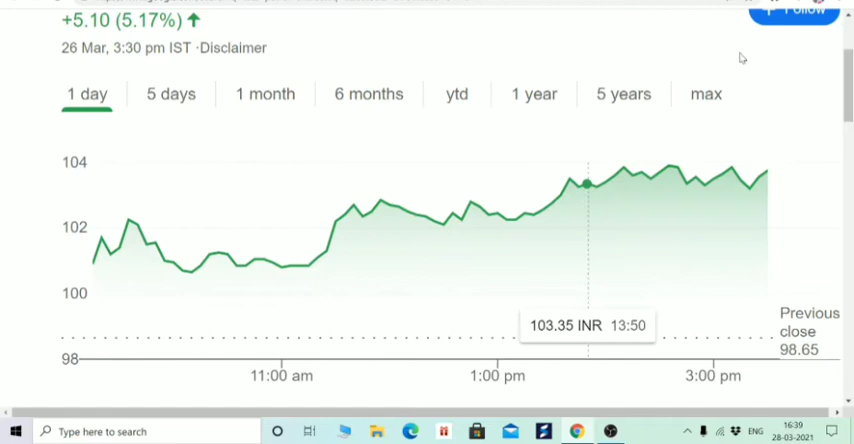 +5.10 (5.17%) ↑
Follow
26 Mar, 3:30 pm IST · Disclaimer
1 day 5 days 1 month 6 months ytd 1 year 5 years max
104
102
100
103.35 INR 13:50
Previous
close
98.65
98
11:00 am 1:00 pm 3:00 pm
Type here to search
ENG
16:39
28-03-2021